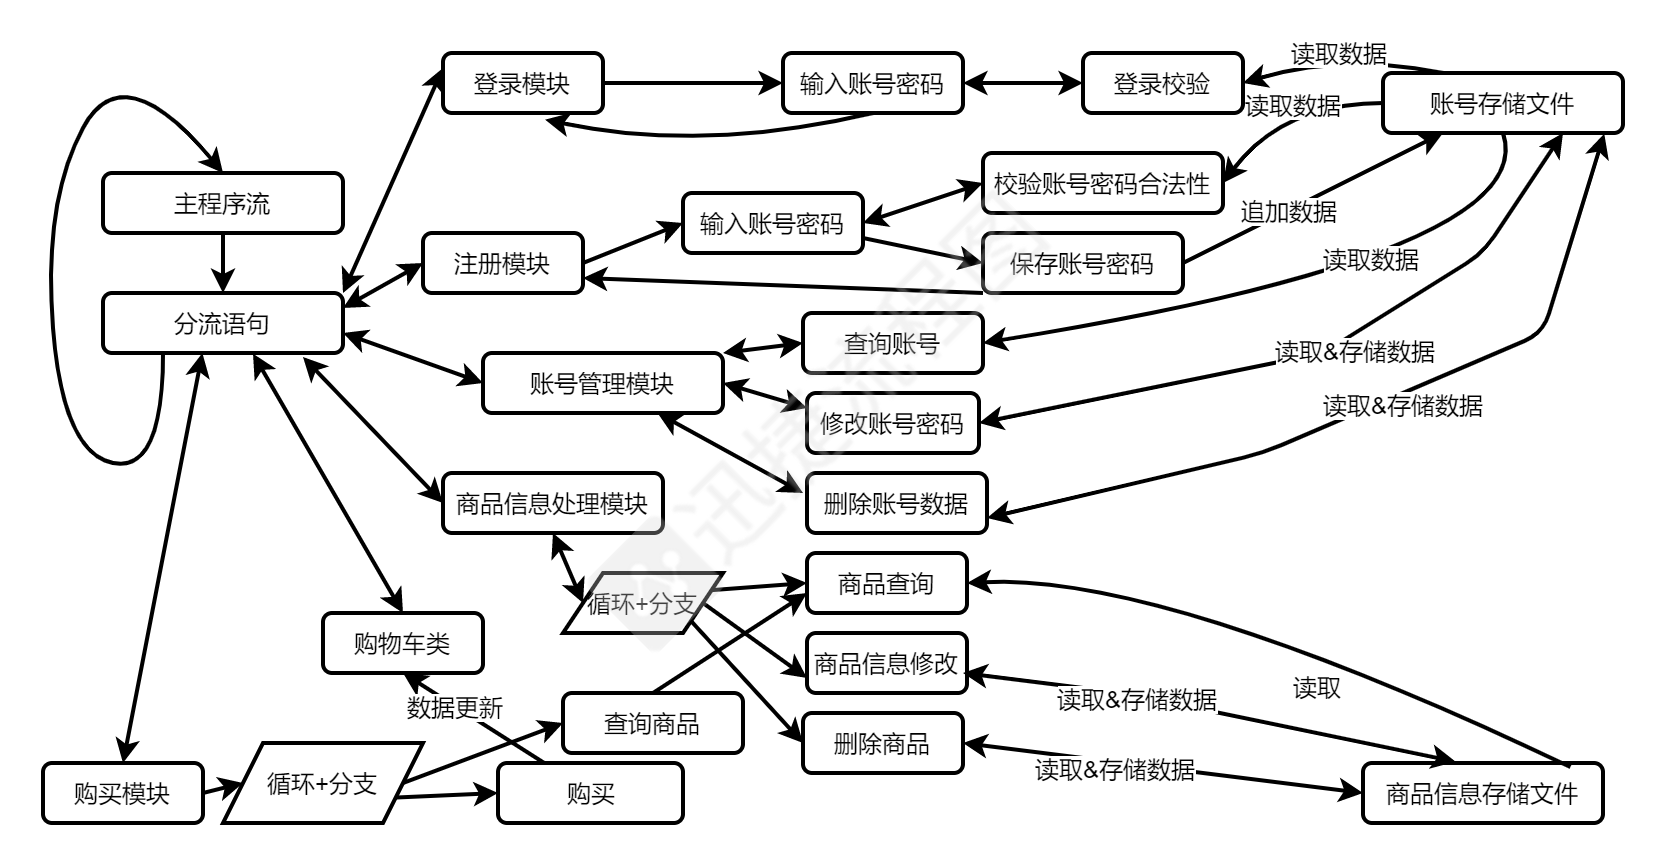 读取数据
登录模块
输入账号密码
登录校验
账号存储文件
读取数据
校验账号密码合法性
主程序流
输入账号密码
追加数据
注册模块
保存账号密码
读取数据
分流语句
查询账号
读取&存储数据
账号管理模块
修改账号密码
读取&存储数据
商品信息处理模块
删除账号数据
循环+分支
商品查询
购物车类
商品信息修改
读取
读取&存储数据
数据更新
查询商品
删除商品
读取&存储数据
购买模块
循环+分支
购买
商品信息存储文件
迅捷流程图